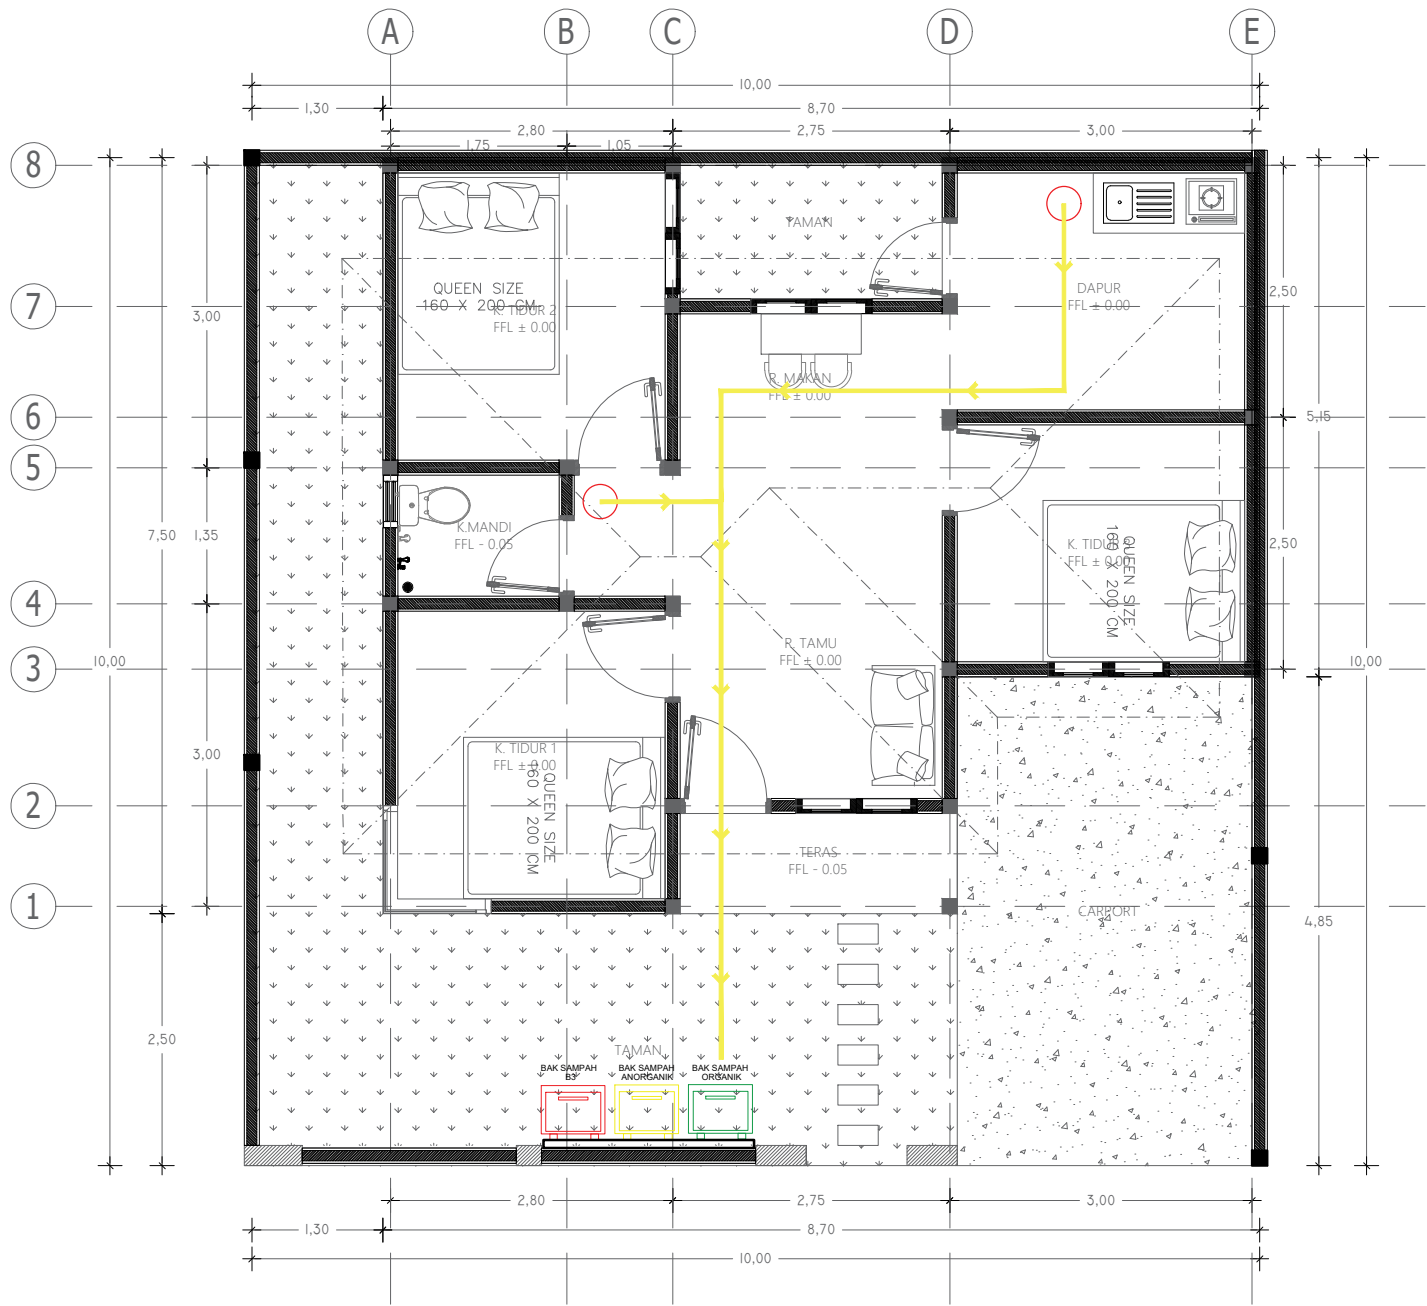 A
B
C
D
E
10,00
1,30
8,70
2,80
2,75
3,00
1,75
1,05
8
7
6
5
4
3
2
1
TAMAN
QUEEN SIZE
160 X 200 CM
K. TIDUR 2
FFL ± 0.00
DAPUR
FFL ± 0.00
2,50
3,00
R. MAKAN
FFL ± 0.00
5,15
7,50
1,35
K.MANDI
FFL - 0.05
K. TIDUR
FFL ± 0.00
QUEEN SIZE
160 X 200 CM
2,50
10,00
R. TAMU
FFL ± 0.00
10,00
3,00
K. TIDUR 1
FFL ± 0.00
QUEEN SIZE
160 X 200 CM
TERAS
FFL - 0.05
CARPORT
4,85
2,50
TAMAN
BAK SAMPAH
B3
BAK SAMPAH
ANORGANIK
BAK SAMPAH
ORGANIK
2,80
2,75
3,00
1,30
8,70
10,00